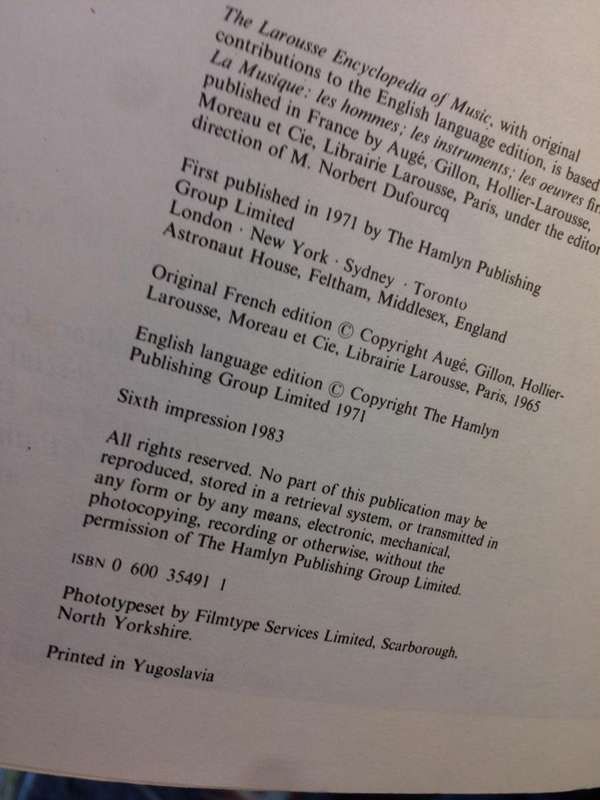 The Larousse Encyclopedia of Music, with original
contributions to the English language edition, is based
La Musique: les hommes; les instruments; les oeuvres
published in France by Augé, Gillon, Hollier-Larousse,
Moreau et Cie, Librairie Larousse, Paris, under the
direction of M. Norbert Dufourcq
First published in 1971 by The Hamlyn Publishing
Group Limited
London · New York · Sydney · Toronto
Astronaut House, Feltham, Middlesex, England
Original French edition © Copyright Augé, Gillon, Hollier-
Larousse, Moreau et Cie, Librairie Larousse, Paris, 1965
English language edition © Copyright The Hamlyn
Publishing Group Limited 1971
Sixth impression 1983
All rights reserved. No part of this publication may be
reproduced, stored in a retrieval system, or transmitted in
any form or by any means, electronic, mechanical,
photocopying, recording or otherwise, without the
permission of The Hamlyn Publishing Group Limited.
ISBN 0 600 35491 1
Phototypeset by Filmtype Services Limited, Scarborough,
North Yorkshire.
Printed in Yugoslavia